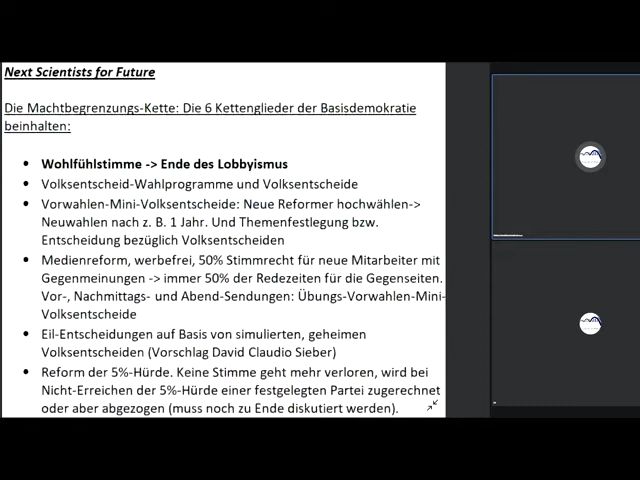 Next Scientists for Future
Die Machtbegrenzungs-Kette: Die 6 Kettenglieder der Basisdemokratie
beinhalten:
• Wohlfühlstimme -> Ende des Lobbyismus
• Volksentscheid-Wahlprogramme und Volksentscheide
• Vorwahlen-Mini-Volksentscheide: Neue Reformer hochwählen->
Neuwahlen nach z. B. 1 Jahr. Und Themenfestlegung bzw.
Entscheidung bezüglich Volksentscheiden
• Medienreform, werbefrei, 50% Stimmrecht für neue Mitarbeiter mit
Gegenmeinungen -> immer 50% der Redezeiten für die Gegenseiten.
Vor-, Nachmittags- und Abend-Sendungen: Übungs-Vorwahlen-Mini-
Volksentscheide
• Eil-Entscheidungen auf Basis von simulierten, geheimen
Volksentscheiden (Vorschlag David Claudio Sieber)
• Reform der 5%-Hürde. Keine Stimme geht mehr verloren, wird bei
Nicht-Erreichen der 5%-Hürde einer festgelegten Partei zugerechnet
oder aber abgezogen (muss noch zu Ende diskutiert werden).